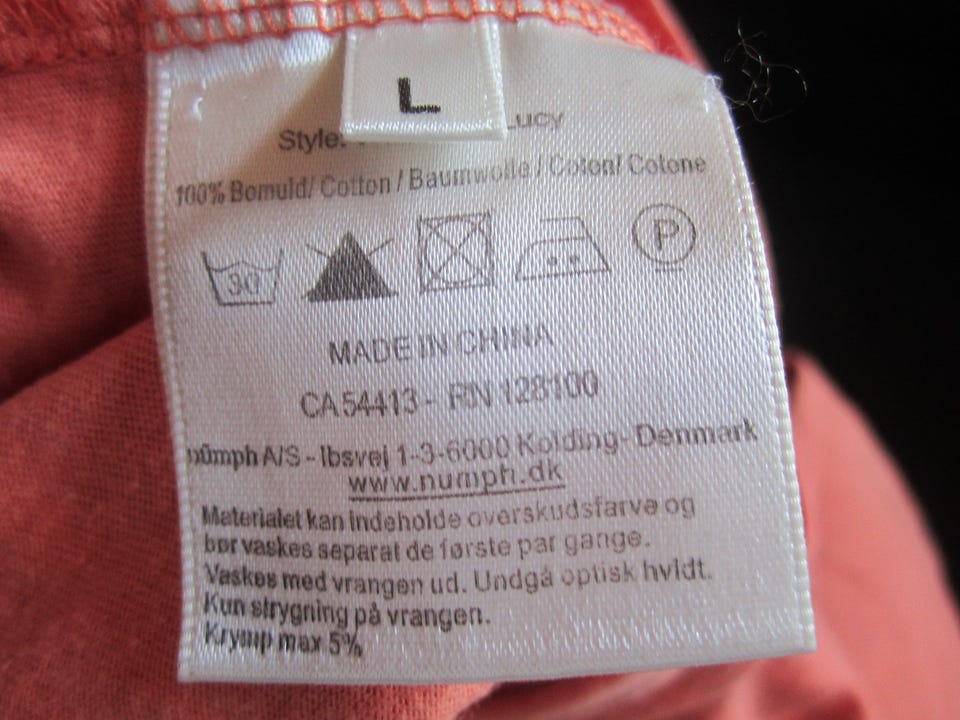 L
Style: Lucy
100% Bomuld/ Cotton / Baumwolle / Coton/ Cotone
30 P
MADE IN CHINA
CA 54413 - RN 128100
nümph A/S - Ibsvej 1-3-6000 Kolding- Denmark
www.numph.dk
Materialet kan indeholde overskudsfarve og
bør vaskes separat de første par gange.
Vaskes med vrangen ud. Undgå optisk hvidt.
Kun strygning på vrangen.
Krymp max 5%